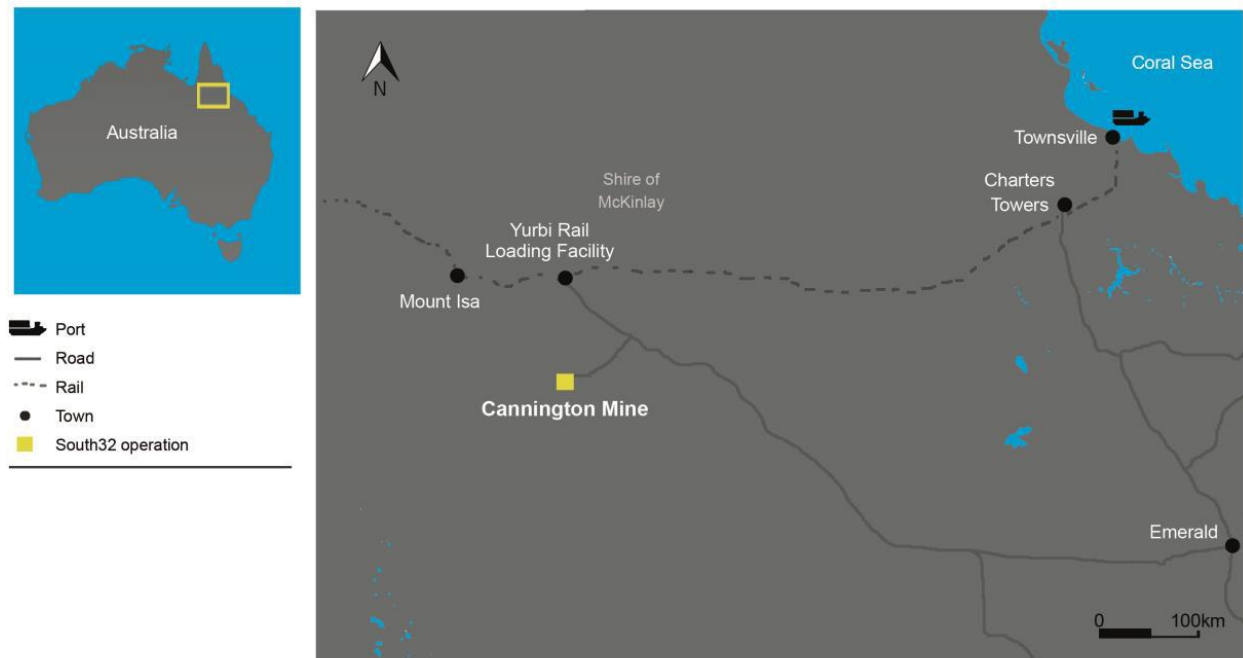 Australia
Port
Road
Rail
Town
South32 operation
N
Coral Sea
Townsville
Charters
Towers
Shire of
McKinlay
Yurbi Rail
Loading Facility
Mount Isa
Cannington Mine
Emerald
0 100km